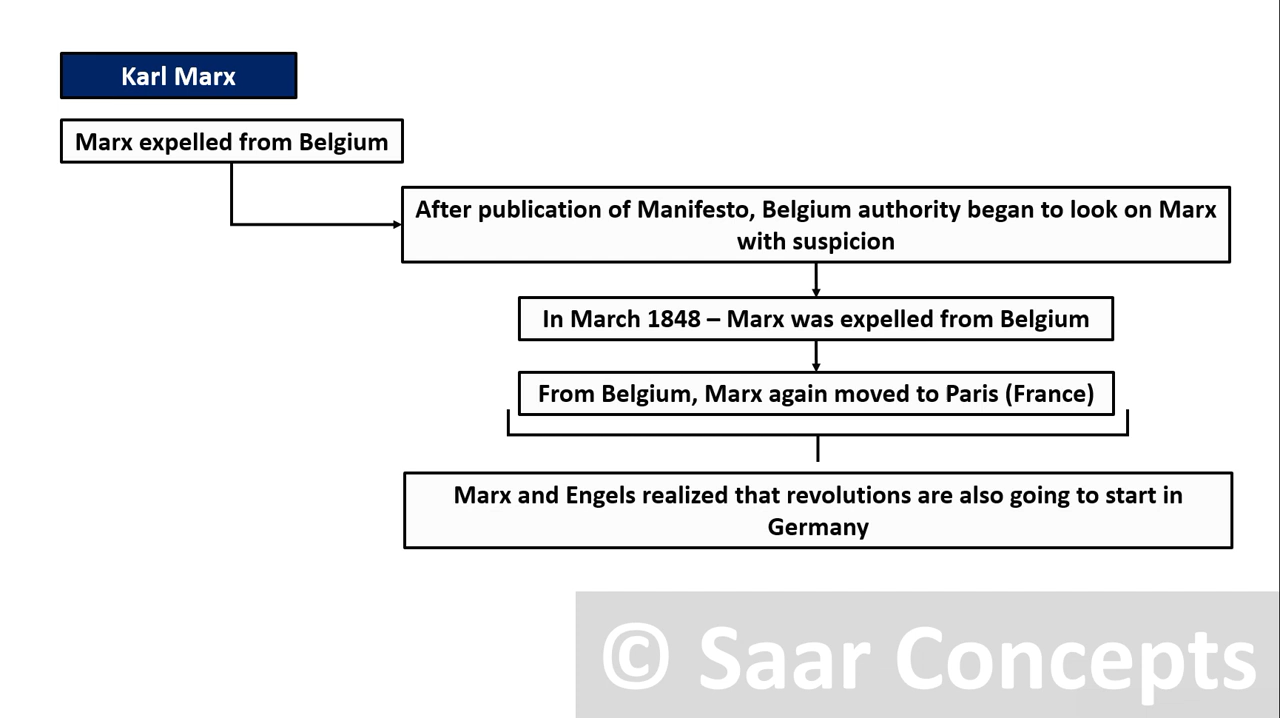 Karl Marx
Marx expelled from Belgium
After publication of Manifesto, Belgium authority began to look on Marx
with suspicion
In March 1848 – Marx was expelled from Belgium
From Belgium, Marx again moved to Paris (France)
Marx and Engels realized that revolutions are also going to start in
Germany
© Saar Concepts